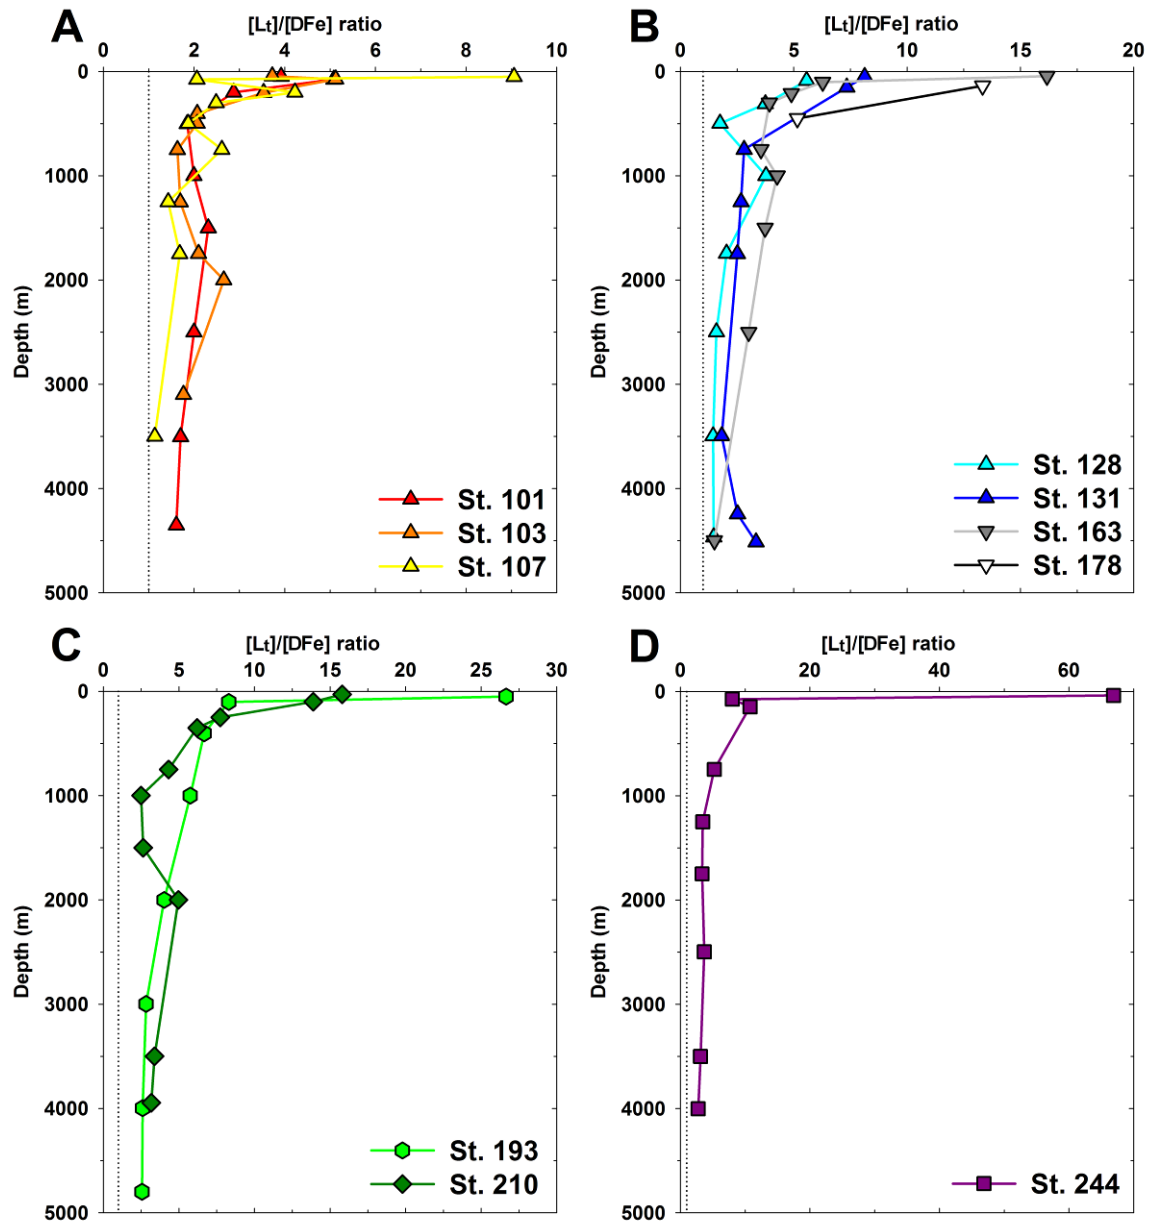 A
[Lt]/[DFe] ratio
0 2 4 6 8 10
0
1000
2000
3000
4000
5000
Depth (m)
St. 101
St. 103
St. 107
B
[Lt]/[DFe] ratio
0 5 10 15 20
0
1000
2000
3000
4000
5000
Depth (m)
St. 128
St. 131
St. 163
St. 178
C
[Lt]/[DFe] ratio
0 5 10 15 20 25 30
0
1000
2000
3000
4000
5000
Depth (m)
St. 193
St. 210
D
[Lt]/[DFe] ratio
0 20 40 60
0
1000
2000
3000
4000
5000
Depth (m)
St. 244